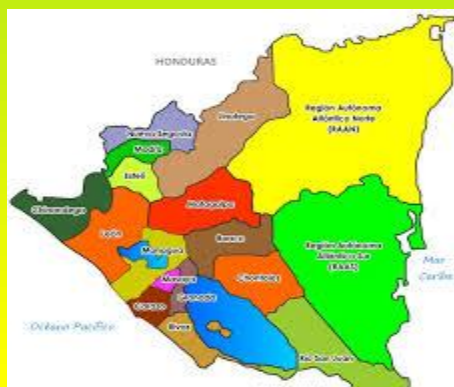 HONDURAS
Jinotega
Región Autónoma
Atlántico Norte
(RAAN)
Nueva Segovia
Madriz
Estelí
Chinandega
León
Matagalpa
Managua
Boaco
Región Autónoma
Atlántico Sur
(RAAS)
Masaya
Chontales
Granada
Carazo
Rivas
Río San Juan
Mar
Caribe
Océano Pacífico